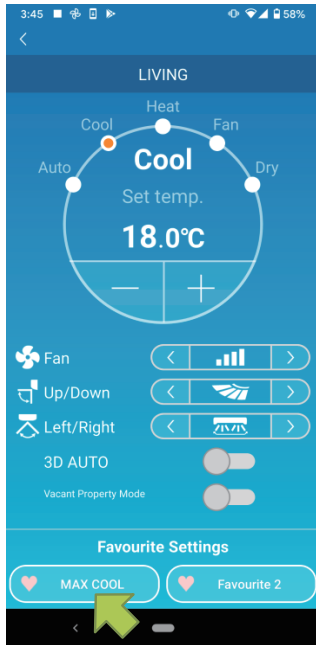 3:45 58%
LIVING
Heat
Cool Fan
Auto Cool Dry
Set temp.
18.0°C
Fan
Up/Down
Left/Right
3D AUTO
Vacant Property Mode
Favourite Settings
MAX COOL Favourite 2